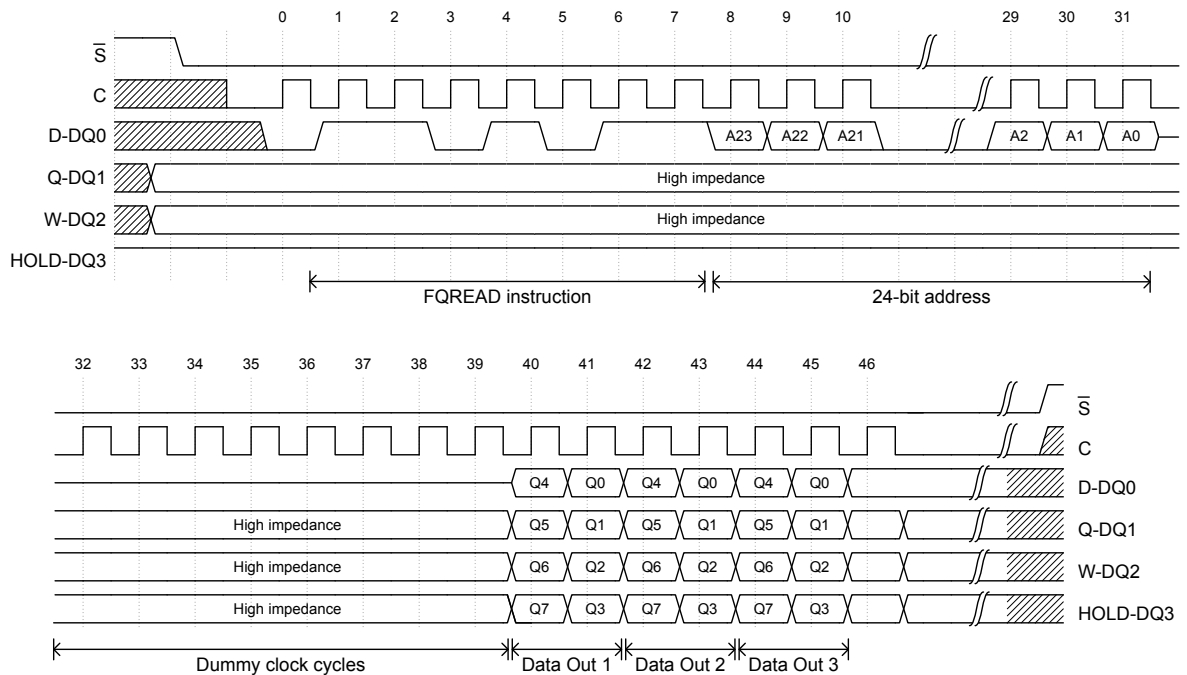 0 1 2 3 4 5 6 7 8 9 10 29 30 31
S
C
D-DQ0 A23 A22 A21 A2 A1 A0
Q-DQ1 High impedance
W-DQ2 High impedance
HOLD-DQ3
FQREAD instruction 24-bit address
32 33 34 35 36 37 38 39 40 41 42 43 44 45 46
S
C
Q4 Q0 Q4 Q0 Q4 Q0 D-DQ0
High impedance Q5 Q1 Q5 Q1 Q5 Q1 Q-DQ1
High impedance Q6 Q2 Q6 Q2 Q6 Q2 W-DQ2
High impedance Q7 Q3 Q7 Q3 Q7 Q3 HOLD-DQ3
Dummy clock cycles Data Out 1 Data Out 2 Data Out 3